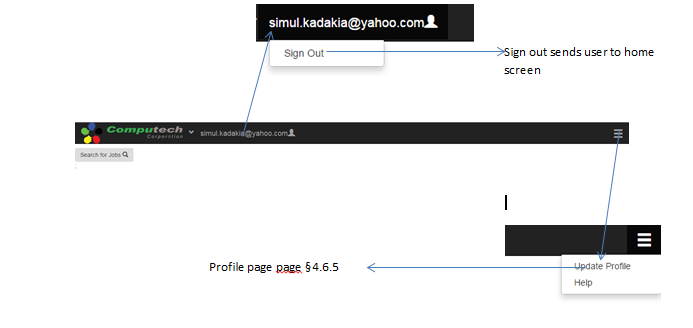 simul.kadakia@yahoo.com
Sign Out
Sign out sends user to home
screen
Computech
Corporation
simul.kadakia@yahoo.com
Search for Jobs
Update Profile
Profile page page §4.6.5
Help